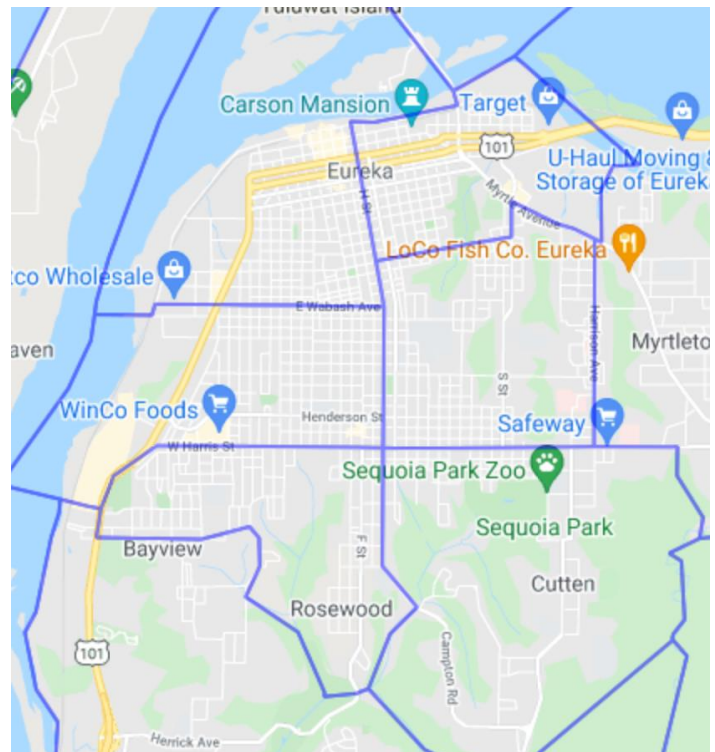 Tuluwat Island
Carson Mansion
Target
101
U-Haul Moving &
Storage of Eureka
Eureka
H St
Myrtle Avenue
LoCo Fish Co. Eureka
tco Wholesale
E Wabash Ave
Harrison Ave
aven
Myrtleto
S St
WinCo Foods
Henderson St
Safeway
W Harris St
Sequoia Park Zoo
Sequoia Park
Bayview
F St
Cutten
Rosewood
101
Campton Rd
Herrick Ave